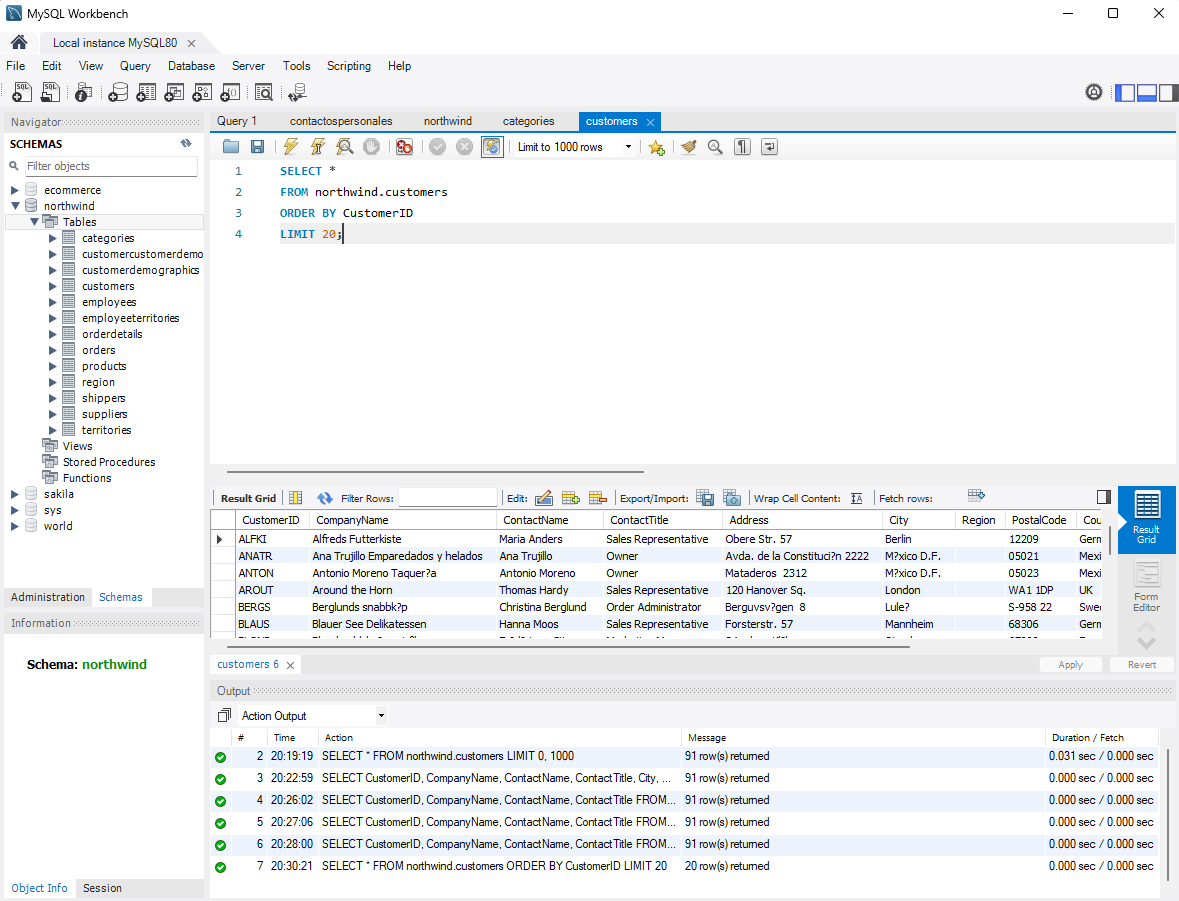 MySQL Workbench
Local instance MySQL80
File Edit View Query Database Server Tools Scripting Help
Navigator
SCHEMAS
Filter objects
ecommerce
northwind
Tables
categories
customercustomerdemo
customerdemographics
customers
employees
employeeterritories
orderdetails
orders
products
region
shippers
suppliers
territories
Views
Stored Procedures
Functions
sakila
sys
world
Administration Schemas
Information
Schema: northwind
Object Info Session
Query 1 contactospersonales northwind categories customers
Limit to 1000 rows
1 SELECT *
2 FROM northwind.customers
3 ORDER BY CustomerID
4 LIMIT 20;
Result Grid Filter Rows: Edit: Export/Import: Wrap Cell Content: Fetch rows:
CustomerID CompanyName ContactName ContactTitle Address City Region PostalCode Cou
ALFKI Alfreds Futterkiste Maria Anders Sales Representative Obere Str. 57 Berlin 12209 Germ
ANATR Ana Trujillo Emparedados y helados Ana Trujillo Owner Avda. de la Constituci?n 2222 M?xico D.F. 05021 Mexi
ANTON Antonio Moreno Taquer?a Antonio Moreno Owner Mataderos 2312 M?xico D.F. 05023 Mexi
AROUT Around the Horn Thomas Hardy Sales Representative 120 Hanover Sq. London WA1 1DP UK
BERGS Berglunds snabbk?p Christina Berglund Order Administrator Berguvsv?gen 8 Lule? S-958 22 Swe
BLAUS Blauer See Delikatessen Hanna Moos Sales Representative Forsterstr. 57 Mannheim 68306 Germ
Result Grid
Form Editor
customers 6 Apply Revert
Output
Action Output
# Time Action Message Duration / Fetch
2 20:19:19 SELECT * FROM northwind.customers LIMIT 0, 1000 91 row(s) returned 0.031 sec / 0.000 sec
3 20:22:59 SELECT CustomerID, CompanyName, ContactName, ContactTitle, City, ... 91 row(s) returned 0.000 sec / 0.000 sec
4 20:26:02 SELECT CustomerID, CompanyName, ContactName, ContactTitle FROM... 91 row(s) returned 0.000 sec / 0.000 sec
5 20:27:06 SELECT CustomerID, CompanyName, ContactName, ContactTitle FROM... 91 row(s) returned 0.000 sec / 0.000 sec
6 20:28:00 SELECT CustomerID, CompanyName, ContactName, ContactTitle FROM... 91 row(s) returned 0.000 sec / 0.000 sec
7 20:30:21 SELECT * FROM northwind.customers ORDER BY CustomerID LIMIT 20 20 row(s) returned 0.000 sec / 0.000 sec